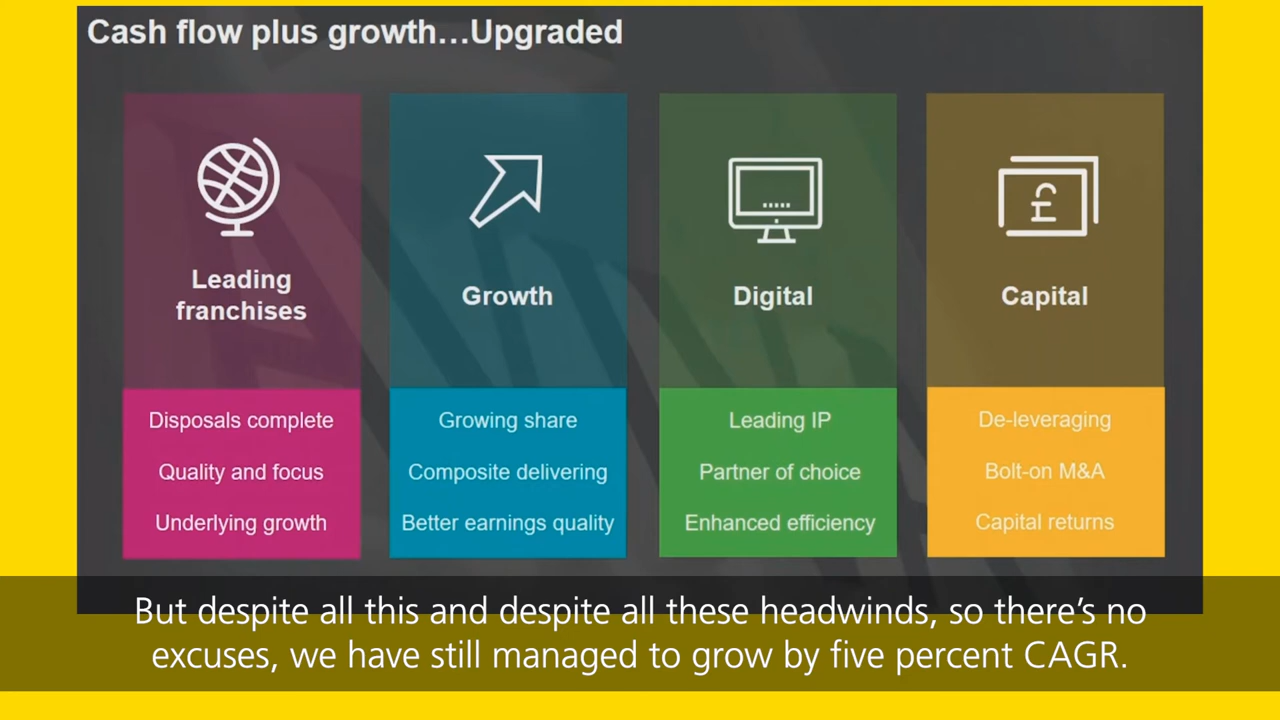 Cash flow plus growth…Upgraded
Leading
franchises
Disposals complete
Quality and focus
Underlying growth
Growth
Growing share
Composite delivering
Better earnings quality
Digital
Leading IP
Partner of choice
Enhanced efficiency
£
Capital
De-leveraging
Bolt-on M&A
Capital returns
But despite all this and despite all these headwinds, so there’s no
excuses, we have still managed to grow by five percent CAGR.